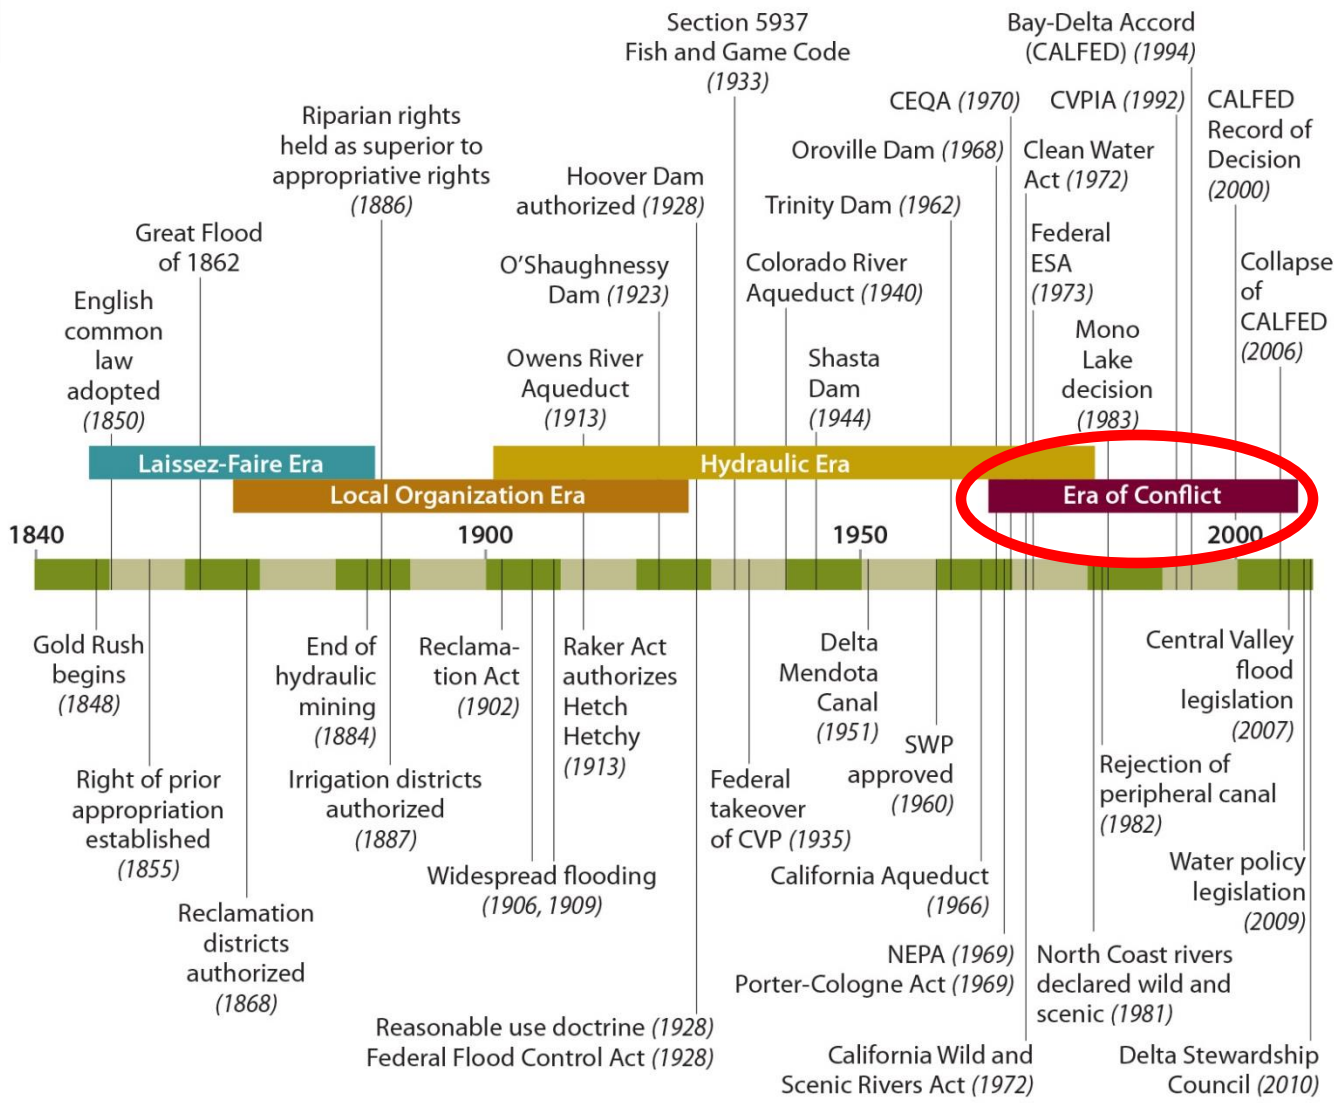 Section 5937
Fish and Game Code
(1933)
Bay-Delta Accord
(CALFED) (1994)
CEQA (1970)
CVPIA (1992)
CALFED
Record of
Decision
(2000)
Riparian rights
held as superior to
appropriative rights
(1886)
Oroville Dam (1968)
Clean Water
Act (1972)
Hoover Dam
authorized (1928)
Trinity Dam (1962)
Great Flood
of 1862
Federal
ESA
(1973)
O'Shaughnessy
Dam (1923)
Colorado River
Aqueduct (1940)
Collapse
of
CALFED
(2006)
English
common
law
adopted
(1850)
Owens River
Aqueduct
(1913)
Shasta
Dam
(1944)
Mono
Lake
decision
(1983)
Laissez-Faire Era
Hydraulic Era
Local Organization Era
Era of Conflict
1840
1900
1950
2000
Gold Rush
begins
(1848)
End of
hydraulic
mining
(1884)
Reclama-
tion Act
(1902)
Raker Act
authorizes
Hetch
Hetchy
(1913)
Delta
Mendota
Canal
(1951)
Central Valley
flood
legislation
(2007)
SWP
approved
(1960)
Right of prior
appropriation
established
(1855)
Irrigation districts
authorized
(1887)
Federal
takeover
of CVP (1935)
Rejection of
peripheral canal
(1982)
Widespread flooding
(1906, 1909)
California Aqueduct
(1966)
Water policy
legislation
(2009)
Reclamation
districts
authorized
(1868)
NEPA (1969)
Porter-Cologne Act (1969)
North Coast rivers
declared wild and
scenic (1981)
Reasonable use doctrine (1928)
Federal Flood Control Act (1928)
California Wild and
Scenic Rivers Act (1972)
Delta Stewardship
Council (2010)